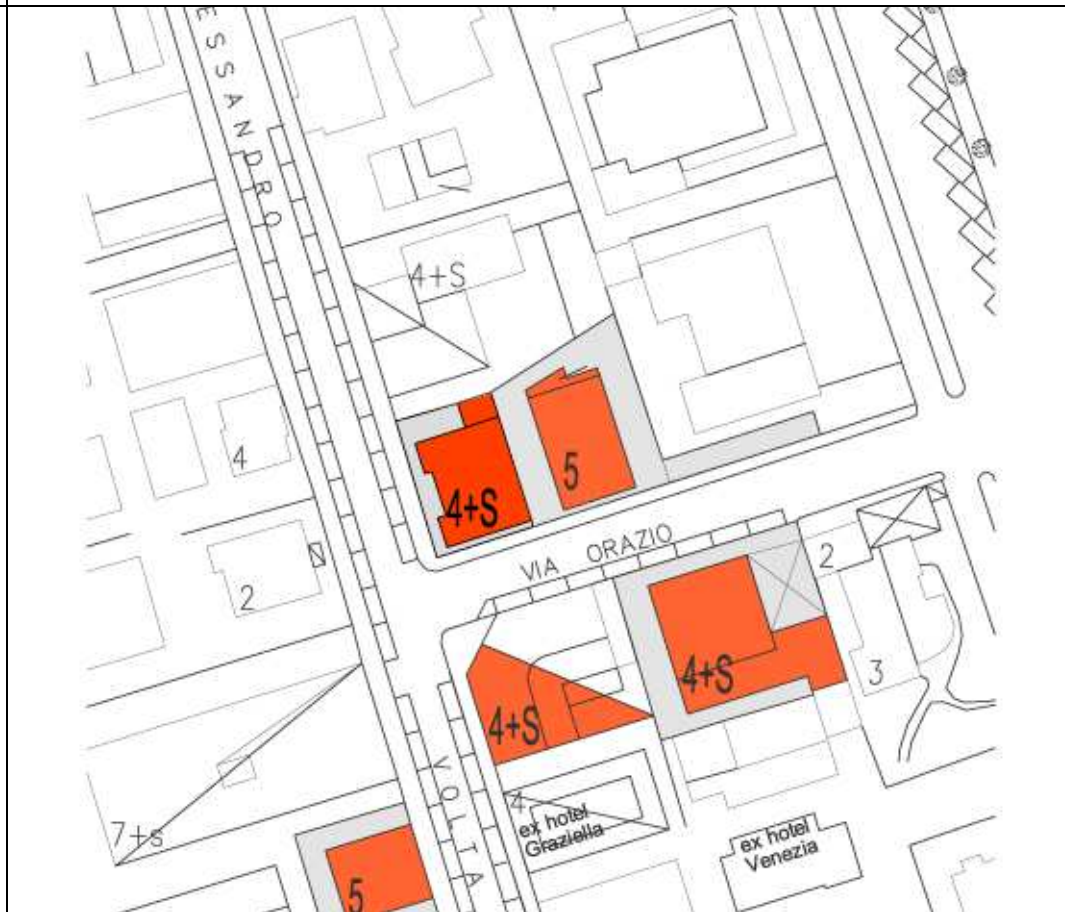 ESSANDRO
4+S
4
4+S
5
VIA ORAZIO
2
2
4+S
3
4+S
VOLTA
4
ex hotel
Graziella
7+s
ex hotel
Venezia
5